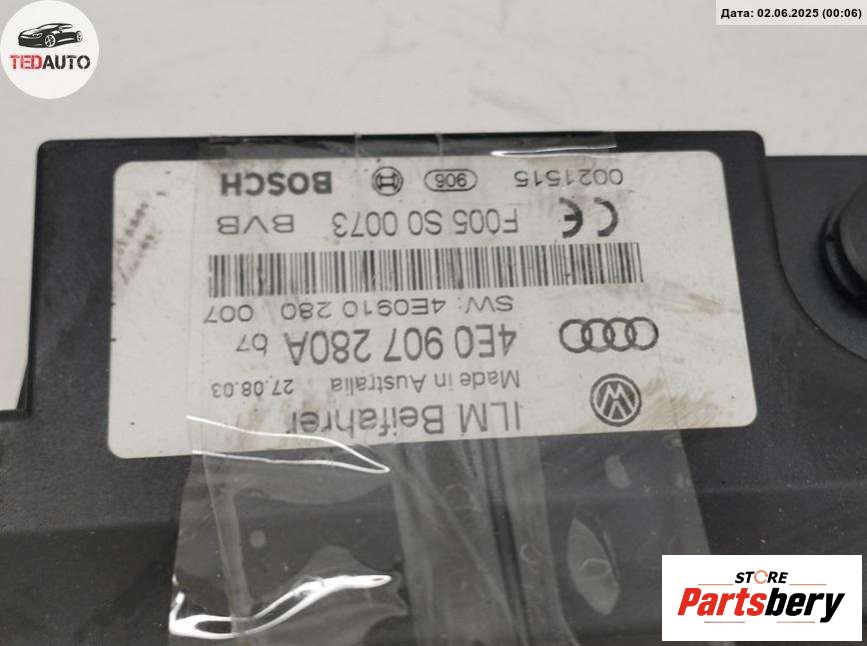 TEDAUTO
Дата: 02.06.2025 (00:06)
ILM Beifahrer
Made in Australia 27.08.03
4E0 907 280A 07
SW: 4E0910 280 007
F005 S0 0073 BVB
0021515 906 BOSCH
STORE
Partsbery